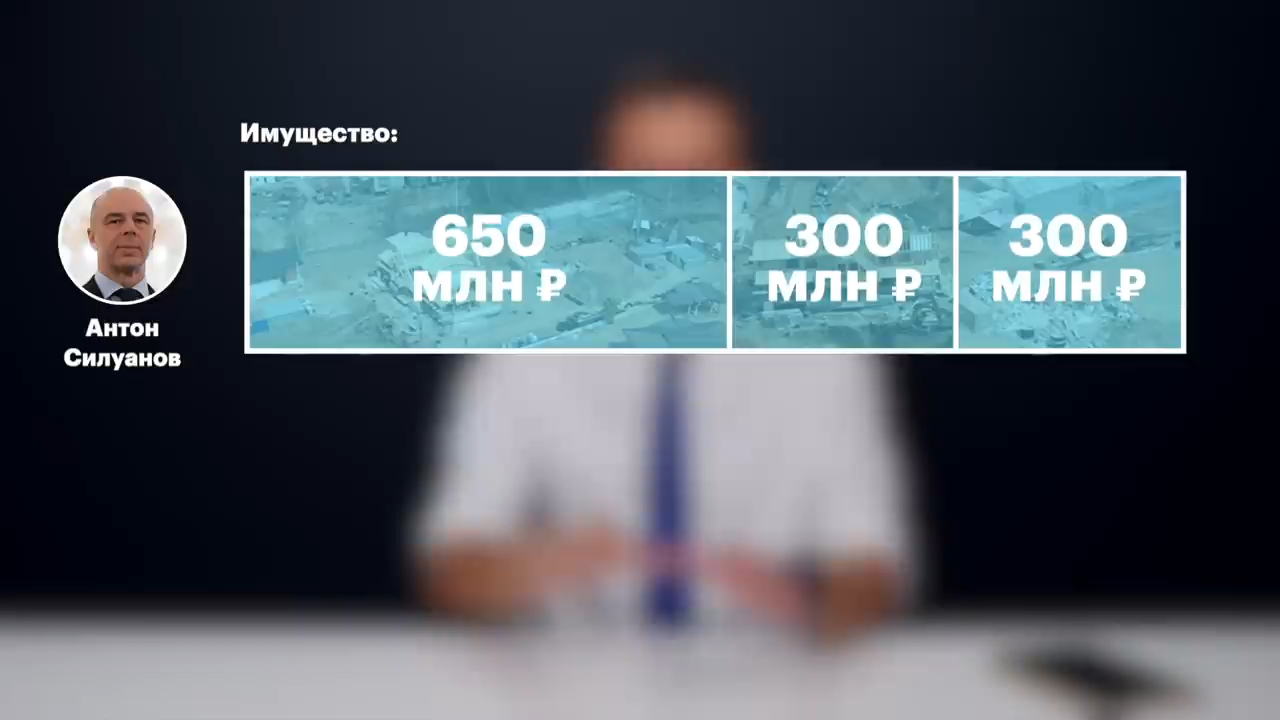 Имущество:
650
млн ₽
300
млн ₽
300
млн ₽
Антон
Силуанов